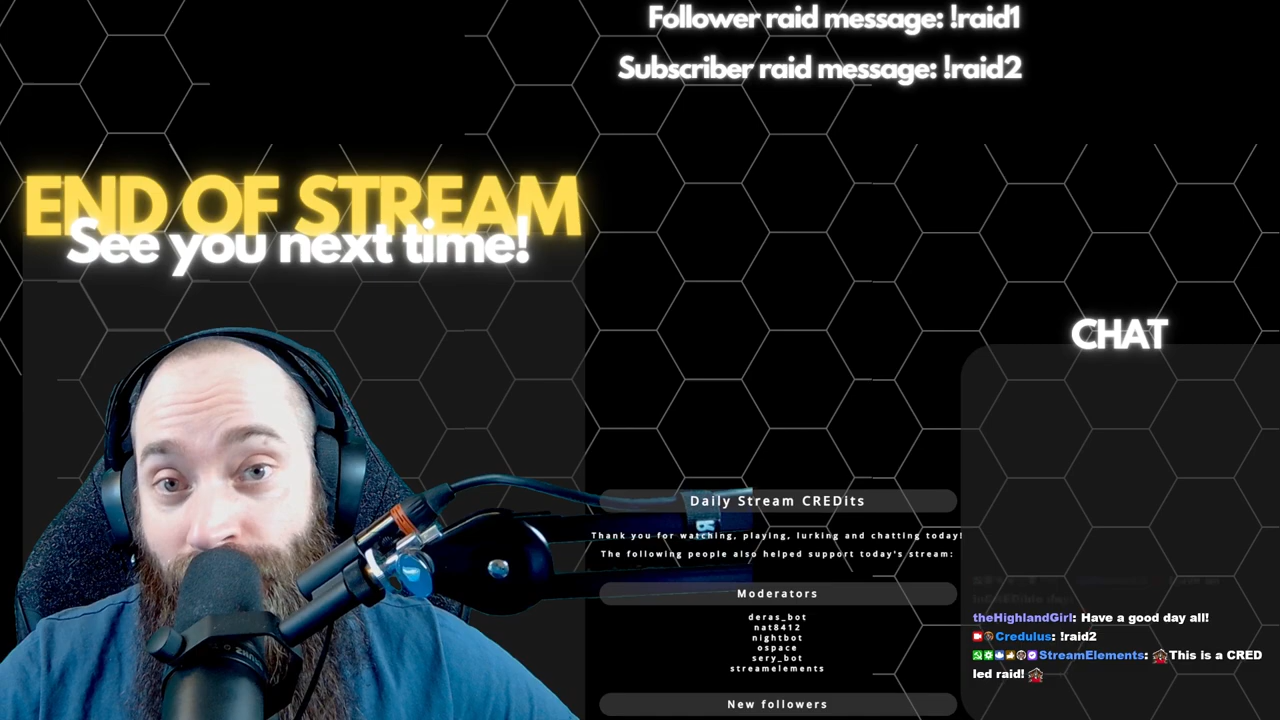 Follower raid message: !raid1
Subscriber raid message: !raid2
END OF STREAM
See you next time!
CHAT
Daily Stream CREDits
Thank you for watching, playing, lurking and chatting today!
The following people also helped support today's stream:
Moderators
deras_bot
nat8412
nightbot
ospace
sery_bot
streamelements
New followers
theHighlandGirl: Have a good day all!
Credulus: !raid2
StreamElements: This is a CRED
led raid!